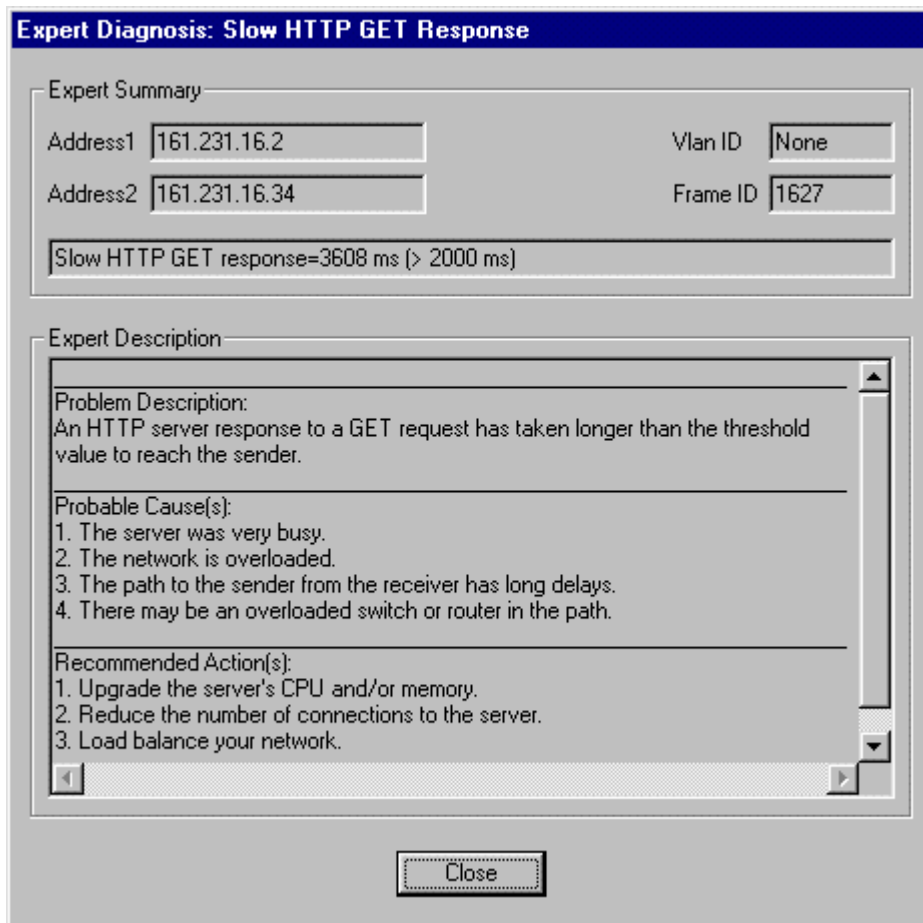 Expert Diagnosis: Slow HTTP GET Response
Expert Summary
Address1 161.231.16.2 Vlan ID None
Address2 161.231.16.34 Frame ID 1627
Slow HTTP GET response=3608 ms (> 2000 ms)
Expert Description
Problem Description:
An HTTP server response to a GET request has taken longer than the threshold
value to reach the sender.
Probable Cause(s):
1. The server was very busy.
2. The network is overloaded.
3. The path to the sender from the receiver has long delays.
4. There may be an overloaded switch or router in the path.
Recommended Action(s):
1. Upgrade the server's CPU and/or memory.
2. Reduce the number of connections to the server.
3. Load balance your network.
Close